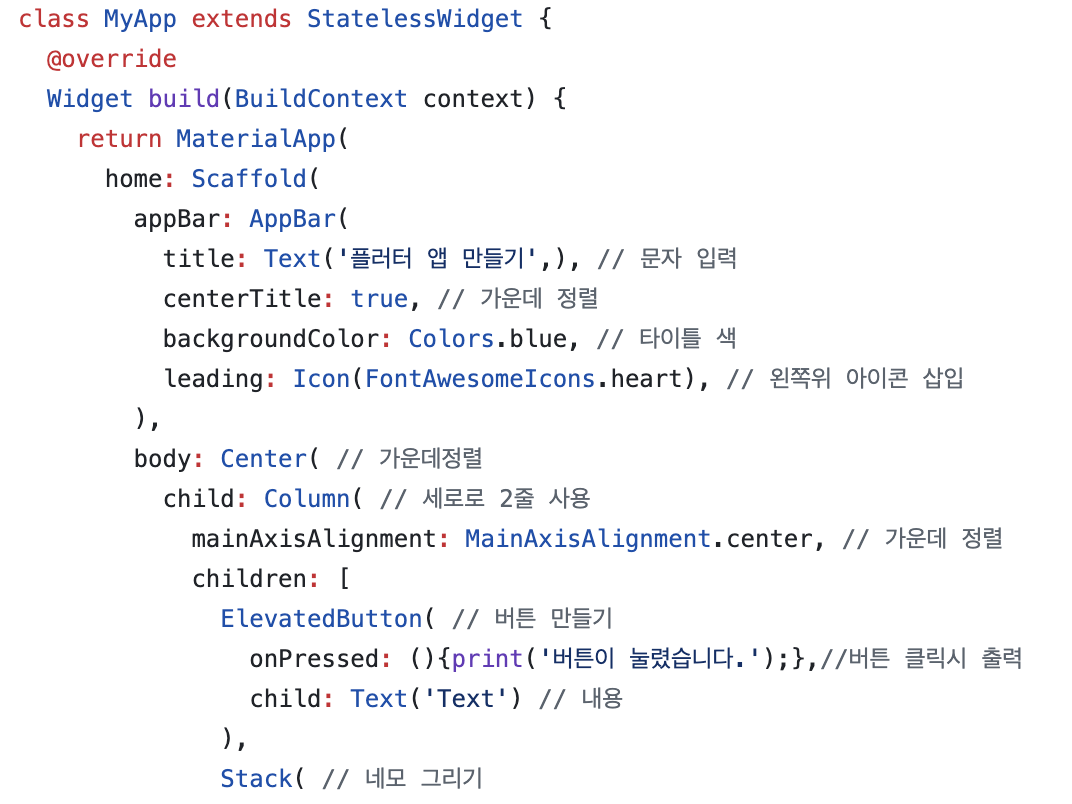 class MyApp extends StatelessWidget {
  @override
  Widget build(BuildContext context) {
    return MaterialApp(
      home: Scaffold(
        appBar: AppBar(
          title: Text('플러터 앱 만들기',), // 문자 입력
          centerTitle: true, // 가운데 정렬
          backgroundColor: Colors.blue, // 타이틀 색
          leading: Icon(FontAwesomeIcons.heart), // 왼쪽위 아이콘 삽입
        ),
        body: Center( // 가운데정렬
          child: Column( // 세로로 2줄 사용
            mainAxisAlignment: MainAxisAlignment.center, // 가운데 정렬
            children: [
              ElevatedButton( // 버튼 만들기
                onPressed: (){print('버튼이 눌렸습니다.');},//버튼 클릭시 출력
                child: Text('Text') // 내용
              ),
              Stack( // 네모 그리기